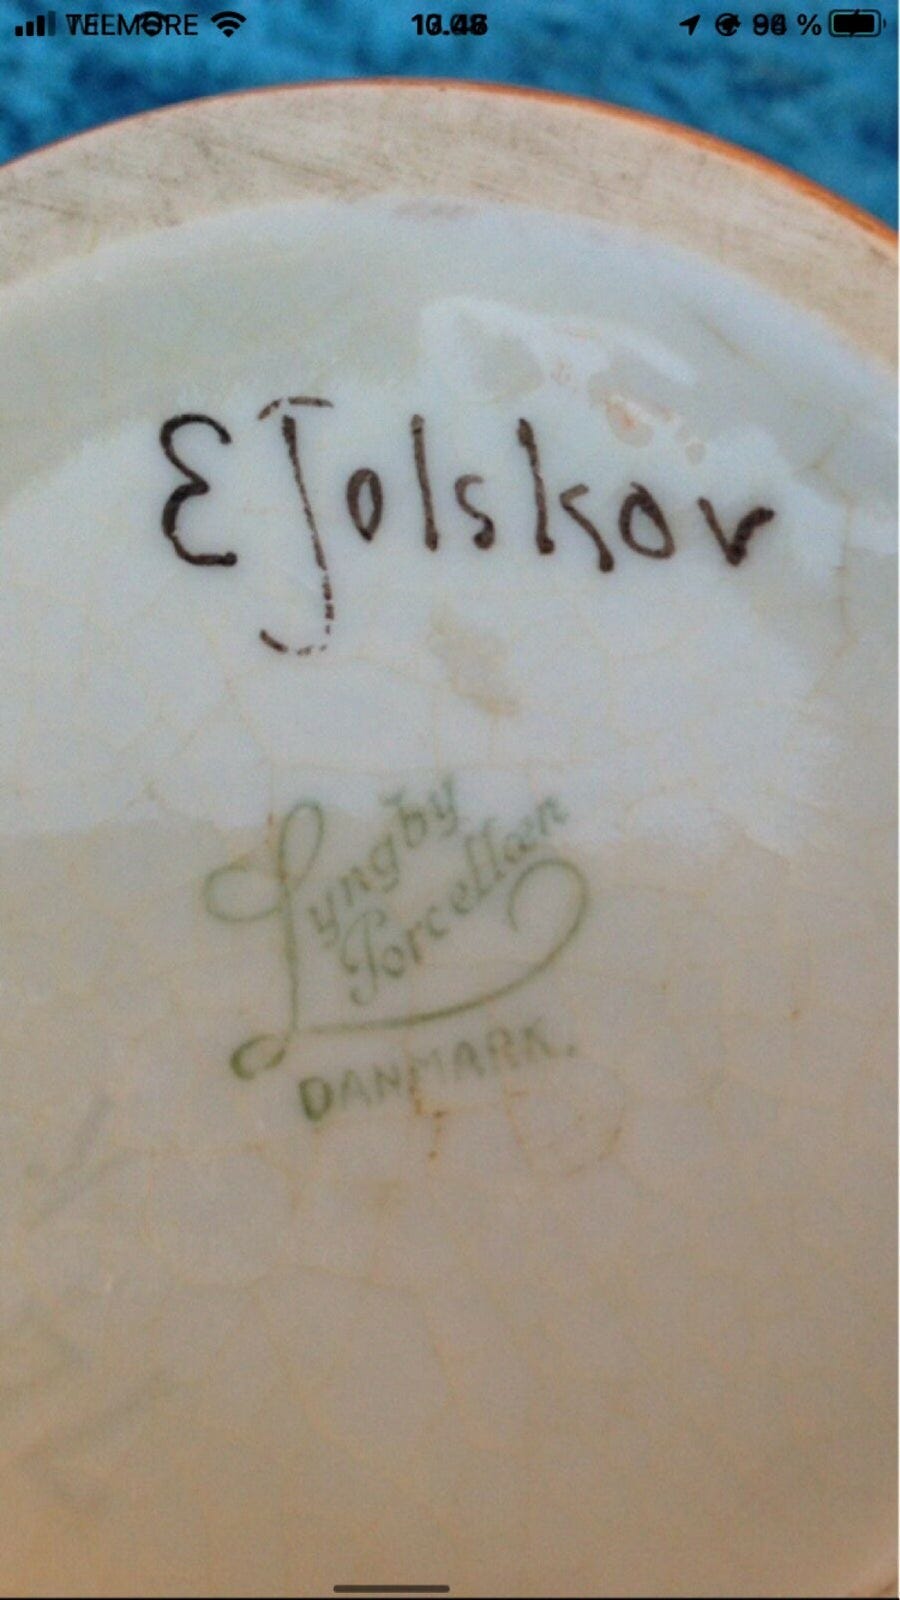 E Jolskov
Lyngby
Porcellæn
DANMARK.